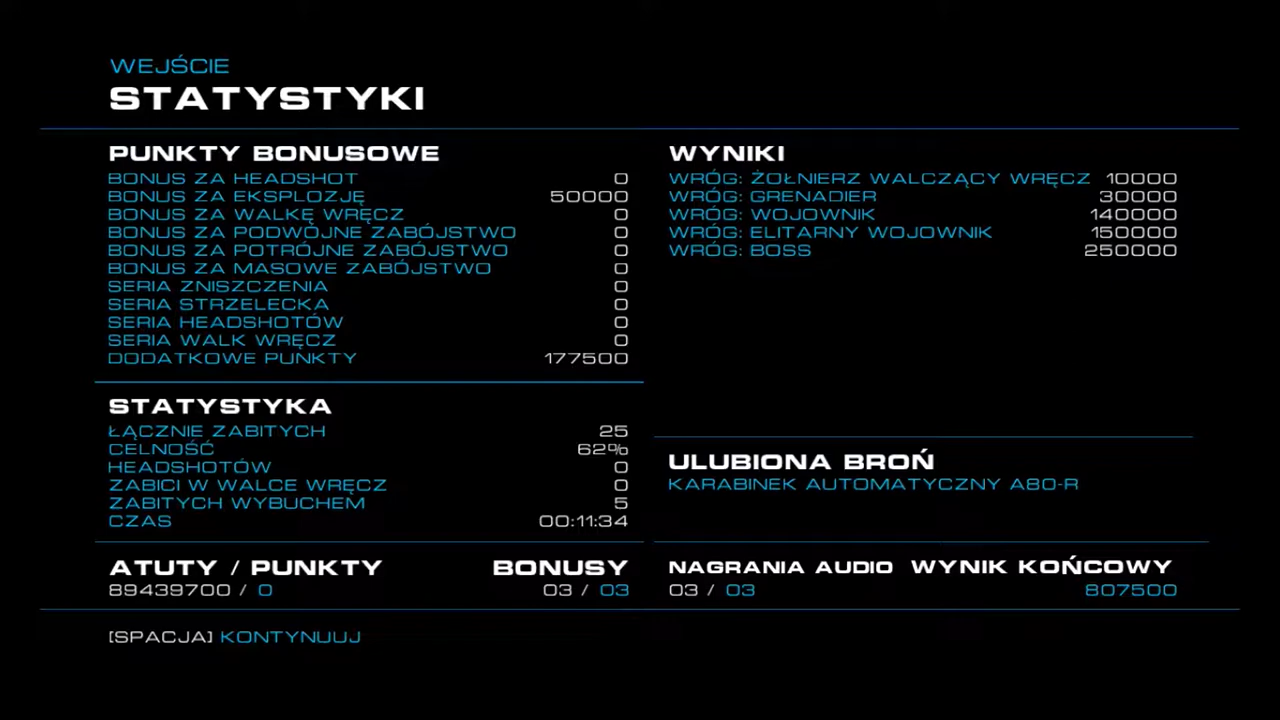 WEJŚCIE
STATYSTYKI
PUNKTY BONUSOWE
BONUS ZA HEADSHOT 0
BONUS ZA EKSPLOZJĘ 50000
BONUS ZA WALKĘ WRĘCZ 0
BONUS ZA PODWÓJNE ZABÓJSTWO 0
BONUS ZA POTRÓJNE ZABÓJSTWO 0
BONUS ZA MASOWE ZABÓJSTWO 0
SERIA ZNISZCZENIA 0
SERIA STRZELECKA 0
SERIA HEADSHOTÓW 0
SERIA WALK WRĘCZ 0
DODATKOWE PUNKTY 177500
WYNIKI
WRÓG: ŻOŁNIERZ WALCZĄCY WRĘCZ 10000
WRÓG: GRENADIER 30000
WRÓG: WOJOWNIK 140000
WRÓG: ELITARNY WOJOWNIK 150000
WRÓG: BOSS 250000
STATYSTYKA
ŁĄCZNIE ZABITYCH 25
CELNOŚĆ 62%
HEADSHOTÓW 0
ZABICI W WALCE WRĘCZ 0
ZABITYCH WYBUCHEM 5
CZAS 00:11:34
ULUBIONA BROŃ
KARABINEK AUTOMATYCZNY A80-R
ATUTY / PUNKTY BONUSY
89439700 / 0 03 / 03
NAGRANIA AUDIO WYNIK KOŃCOWY
03 / 03 807500
[SPACJA] KONTYNUUJ